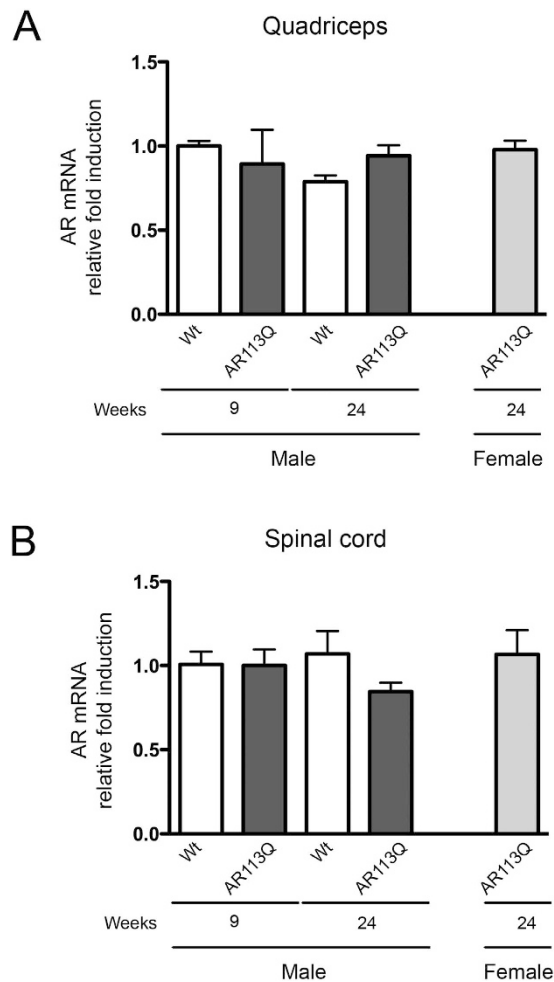 A
Quadriceps
AR mRNA
relative fold induction
1.5
1.0
0.5
0.0
Wt
AR113Q
Wt
AR113Q
AR113Q
Weeks 9 24 24
Male Female
B
Spinal cord
AR mRNA
relative fold induction
1.5
1.0
0.5
0.0
Wt
AR113Q
Wt
AR113Q
AR113Q
Weeks 9 24 24
Male Female